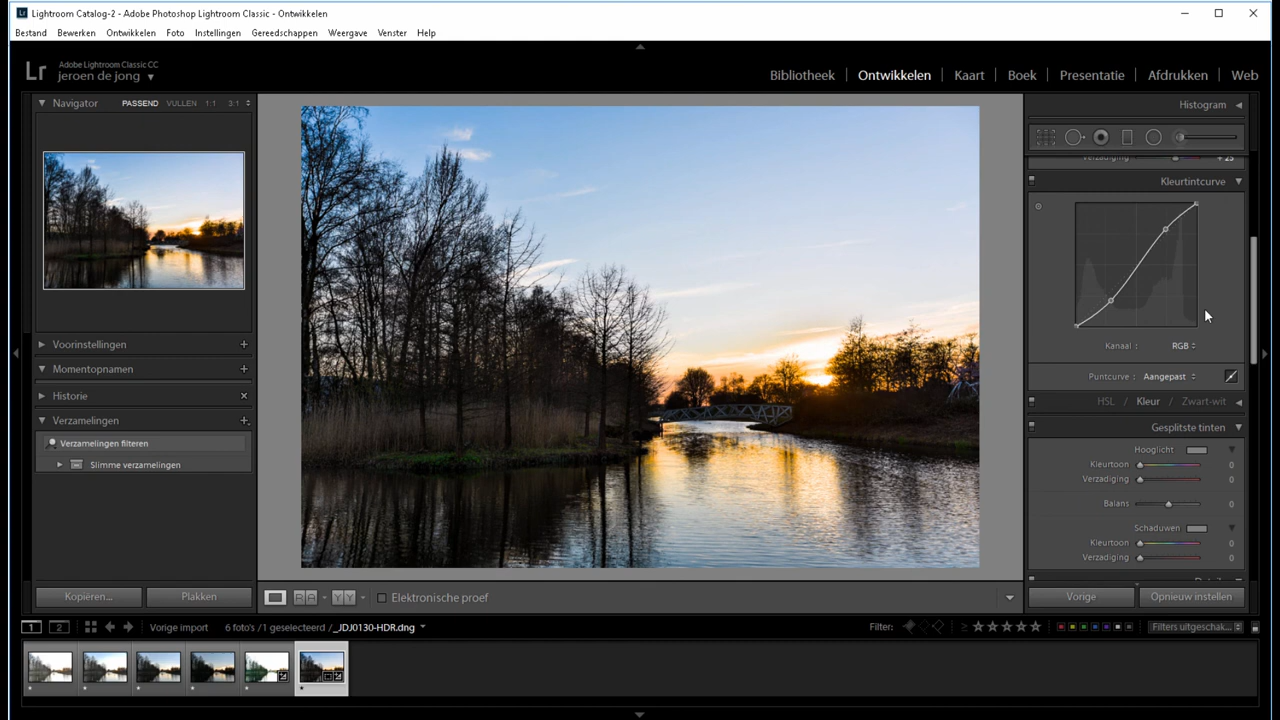 Lightroom Catalog-2 - Adobe Photoshop Lightroom Classic - Ontwikkelen
Bestand Bewerken Ontwikkelen Foto Instellingen Gereedschappen Weergave Venster Help
Lr Adobe Lightroom Classic CC
jeroen de jong
Bibliotheek | Ontwikkelen | Kaart | Boek | Presentatie | Afdrukken | Web
Navigator PASSEND VULLEN 1:1 3:1
Histogram
Verzadiging + 25
Kleurtintcurve
Kanaal : RGB
Puntcurve : Aangepast
HSL / Kleur / Zwart-wit
Gesplitste tinten
Hooglicht
Kleurtoon 0
Verzadiging 0
Balans 0
Schaduwen
Kleurtoon 0
Verzadiging 0
Voorinstellingen
Momentopnamen
Historie
Verzamelingen
Verzamelingen filteren
Slimme verzamelingen
Kopiëren... Plakken
R A Y Y Elektronische proef
Vorige Opnieuw instellen
1 2 Vorige import 6 foto's /1 geselecteerd /_JDJ0130-HDR.dng
Filter: Filters uitgeschak...